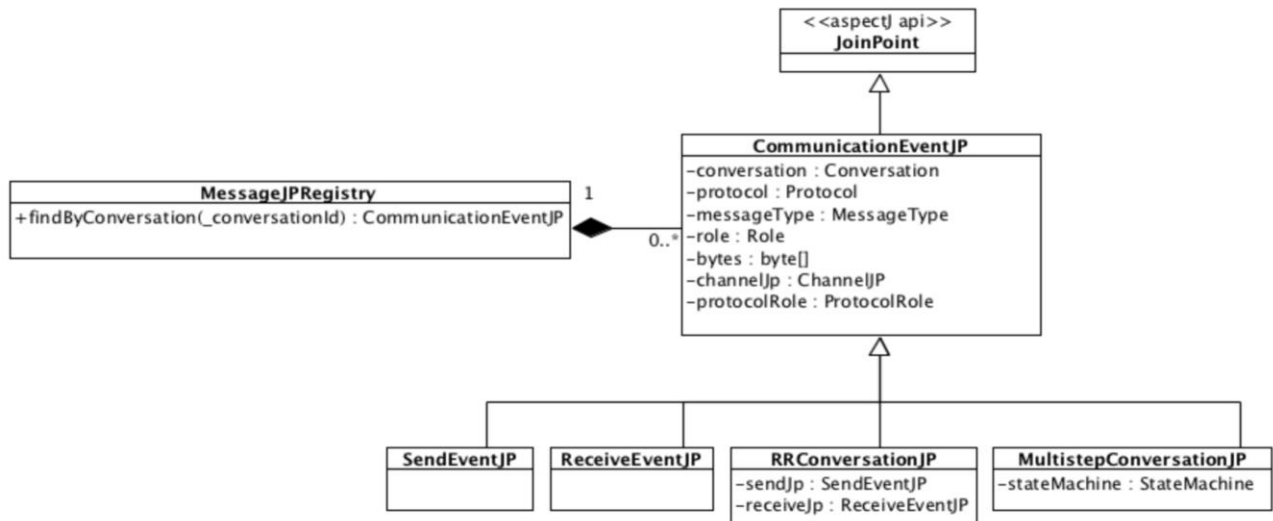 <<aspectJ api>>
JoinPoint
CommunicationEventJP
-conversation : Conversation
-protocol : Protocol
-messageType : MessageType
-role : Role
-bytes : byte[]
-channelJp : ChannelJP
-protocolRole : ProtocolRole
MessageJPRegistry
+findByConversation(_conversationId) : CommunicationEventJP
1
0..*
SendEventJP
ReceiveEventJP
RRConversationJP
-sendJp : SendEventJP
-receiveJp : ReceiveEventJP
MultistepConversationJP
-stateMachine : StateMachine